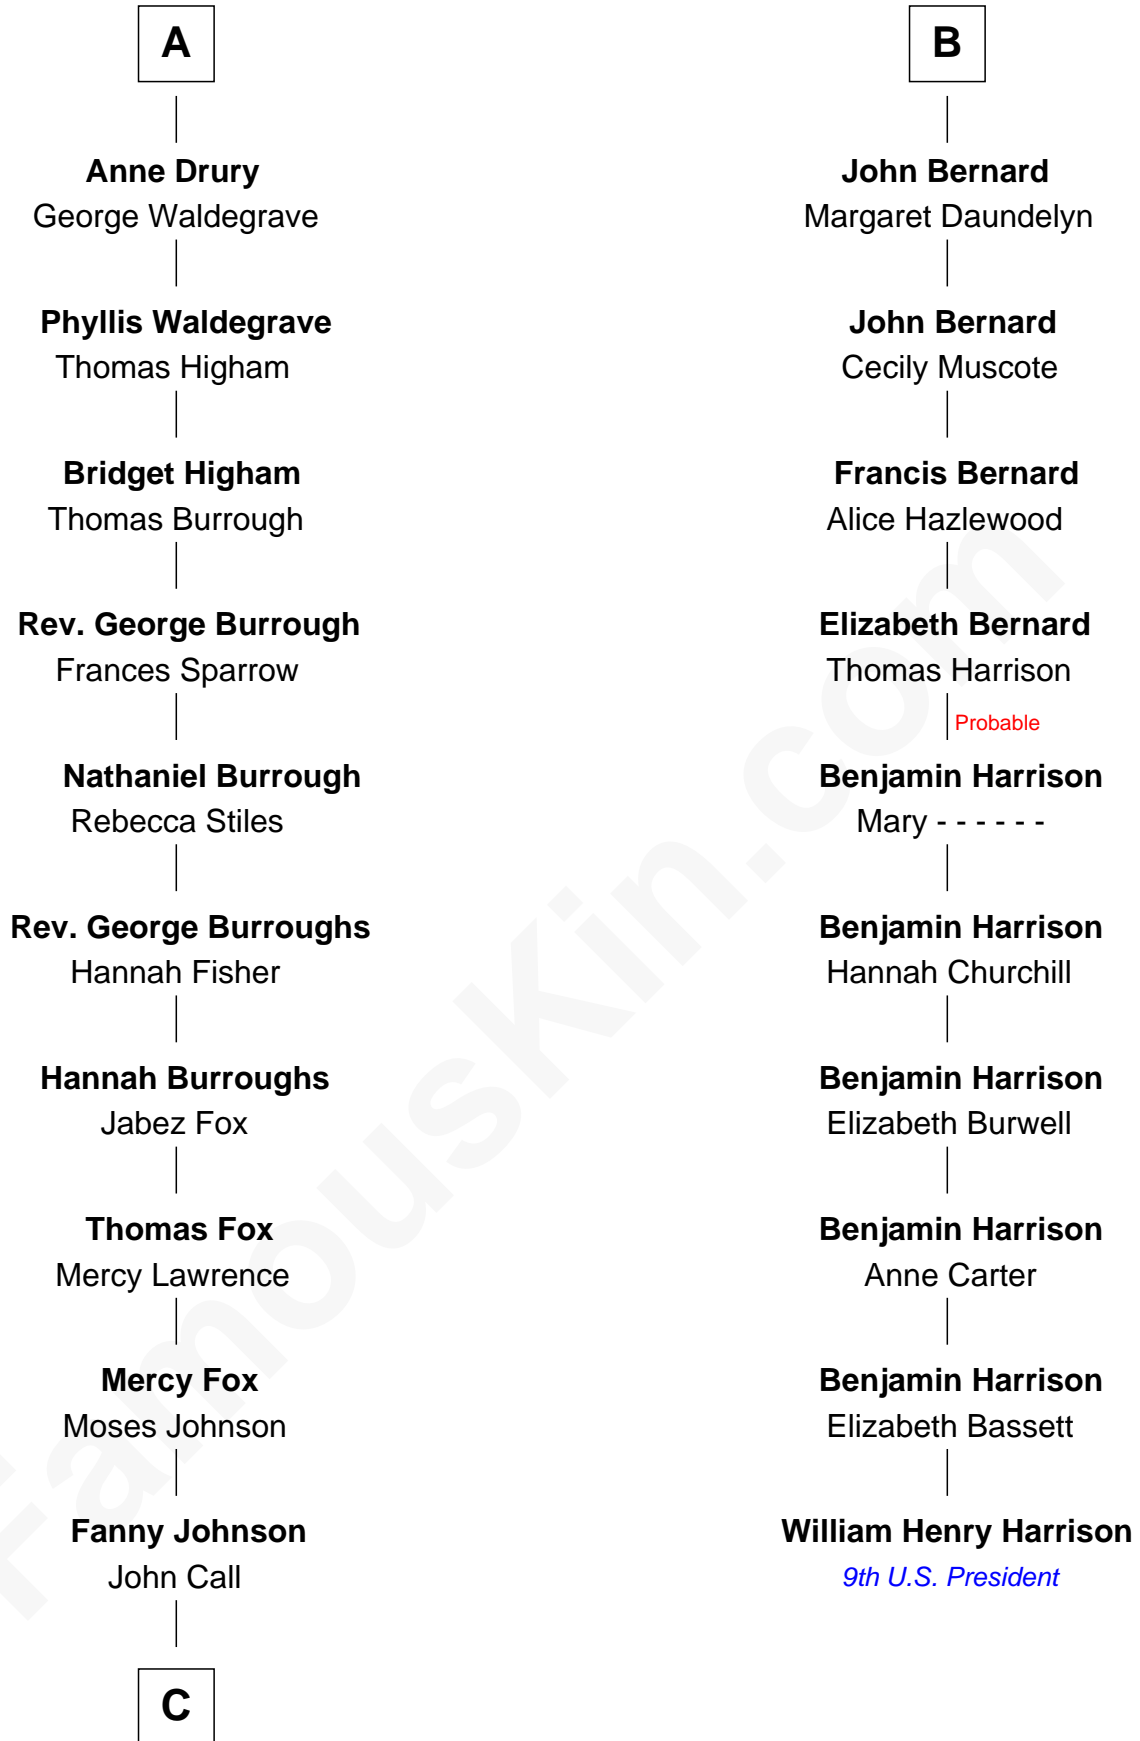 A
Anne Drury
George Waldegrave
Phyllis Waldegrave
Thomas Higham
Bridget Higham
Thomas Burrough
Rev. George Burrough
Frances Sparrow
Nathaniel Burrough
Rebecca Stiles
Rev. George Burroughs
Hannah Fisher
Hannah Burroughs
Jabez Fox
Thomas Fox
Mercy Lawrence
Mercy Fox
Moses Johnson
Fanny Johnson
John Call
C
B
John Bernard
Margaret Daundelyn
John Bernard
Cecily Muscote
Francis Bernard
Alice Hazlewood
Elizabeth Bernard
Thomas Harrison
Probable
Benjamin Harrison
Mary - - - - - -
Benjamin Harrison
Hannah Churchill
Benjamin Harrison
Elizabeth Burwell
Benjamin Harrison
Anne Carter
Benjamin Harrison
Elizabeth Bassett
William Henry Harrison
9th U.S. President
FamousKin.com